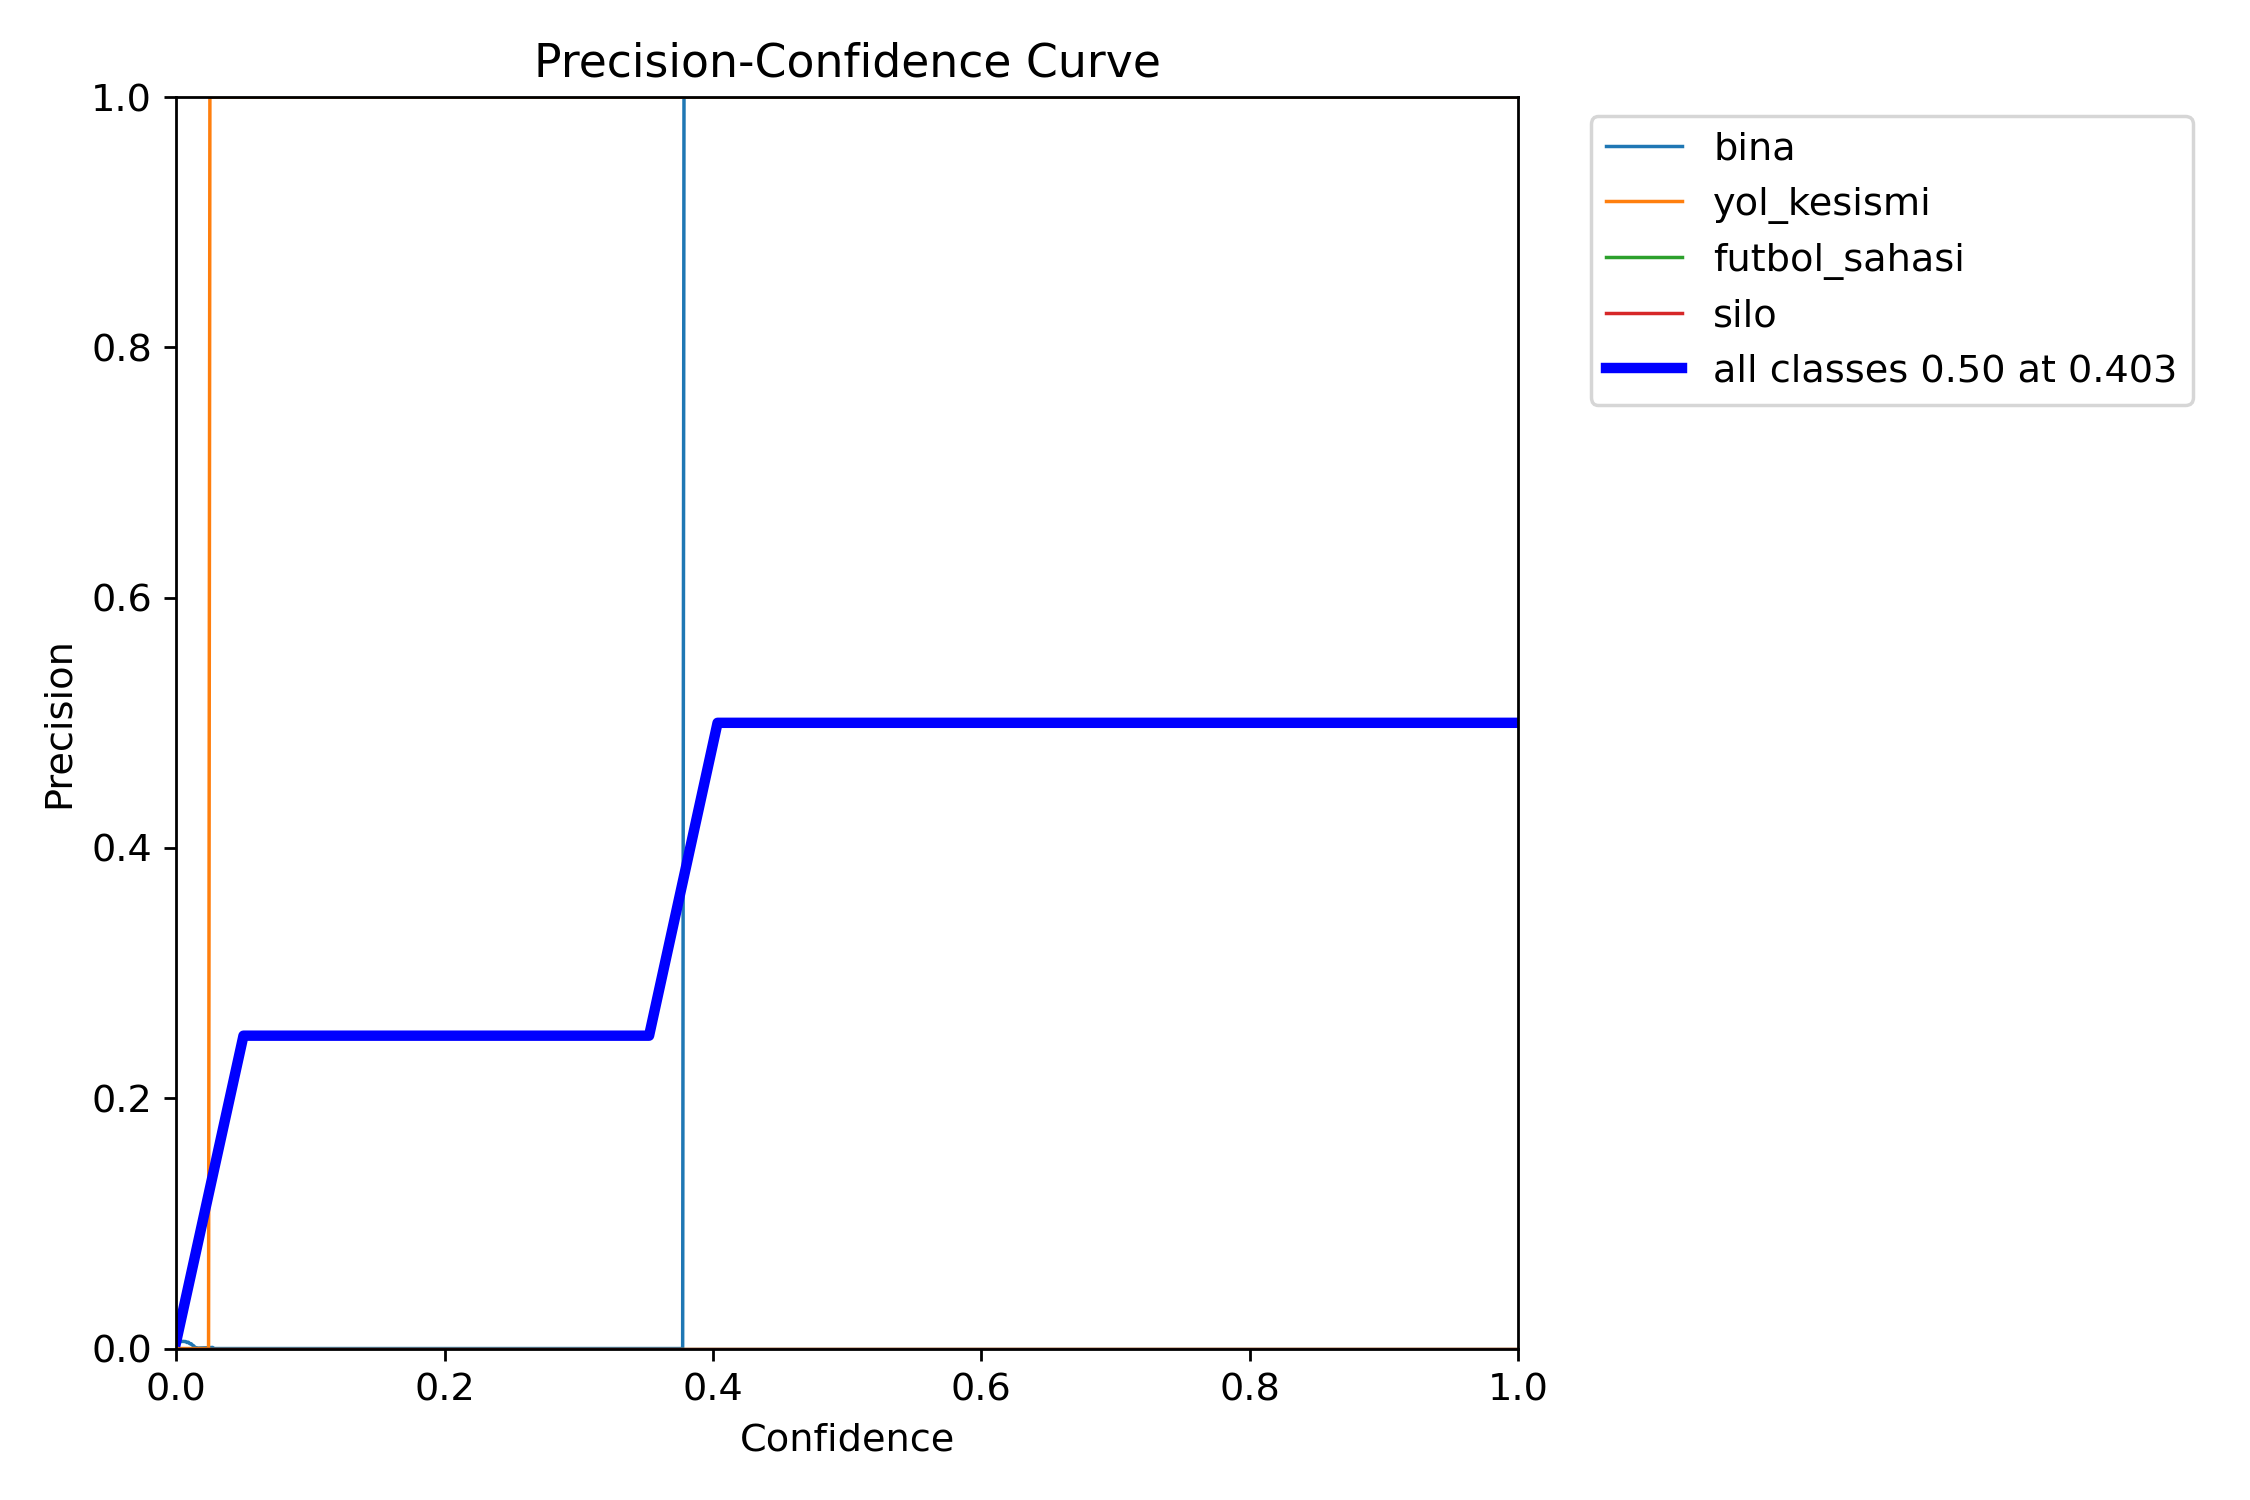 Precision-Confidence Curve
1.0
0.8
0.6
0.4
0.2
0.0
Precision
0.0 0.2 0.4 0.6 0.8 1.0
Confidence
bina
yol_kesismi
futbol_sahasi
silo
all classes 0.50 at 0.403